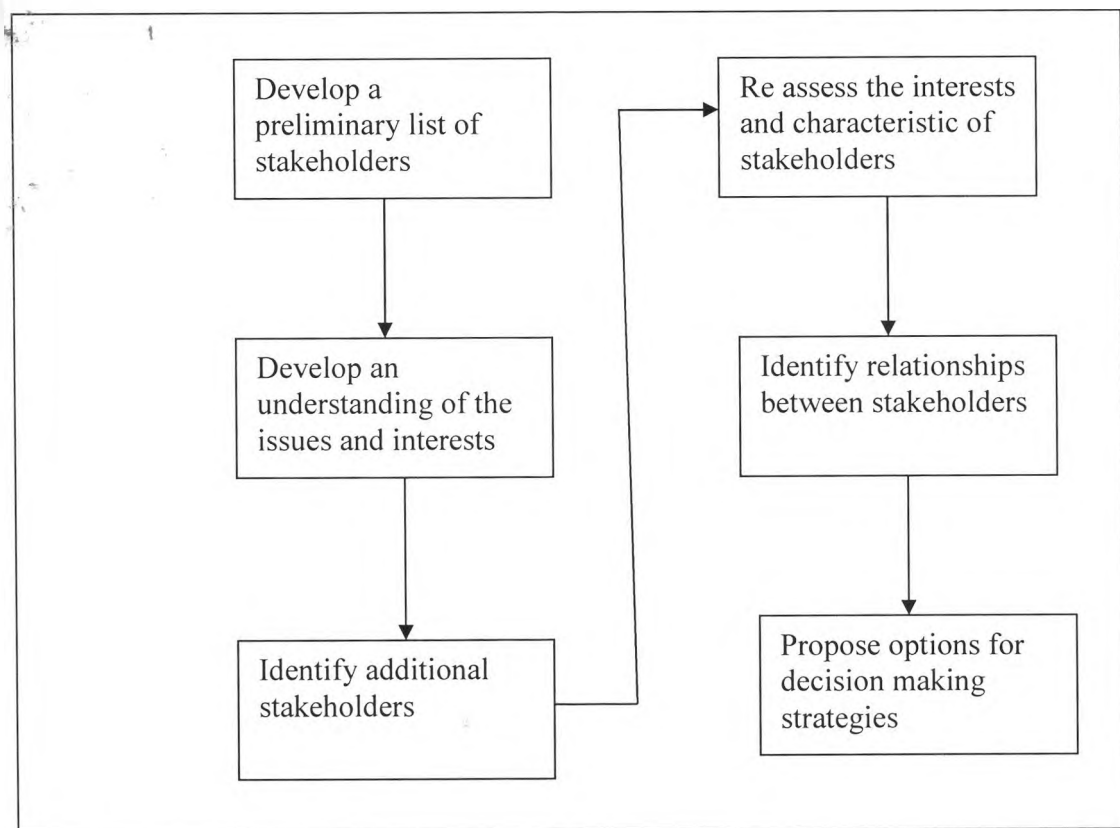 Develop a
preliminary list of
stakeholders
Develop an
understanding of the
issues and interests
Identify additional
stakeholders
Re assess the interests
and characteristic of
stakeholders
Identify relationships
between stakeholders
Propose options for
decision making
strategies